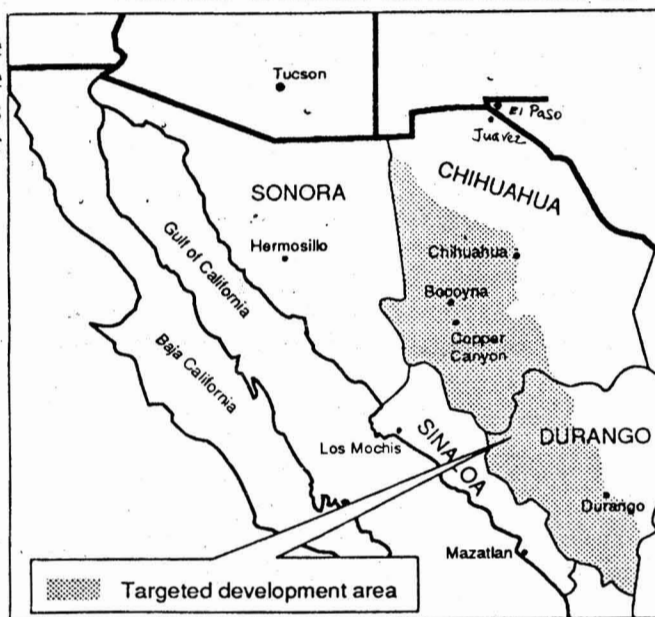 Tucson
El Paso
Juávez
SONORA
CHIHUAHUA
Gulf of California
Hermosillo
Chihuahua
Bocoyna
Copper
Canyon
Baja California
SINALOA
DURANGO
Los Mochis
Durango
Mazatlan
Targeted development area